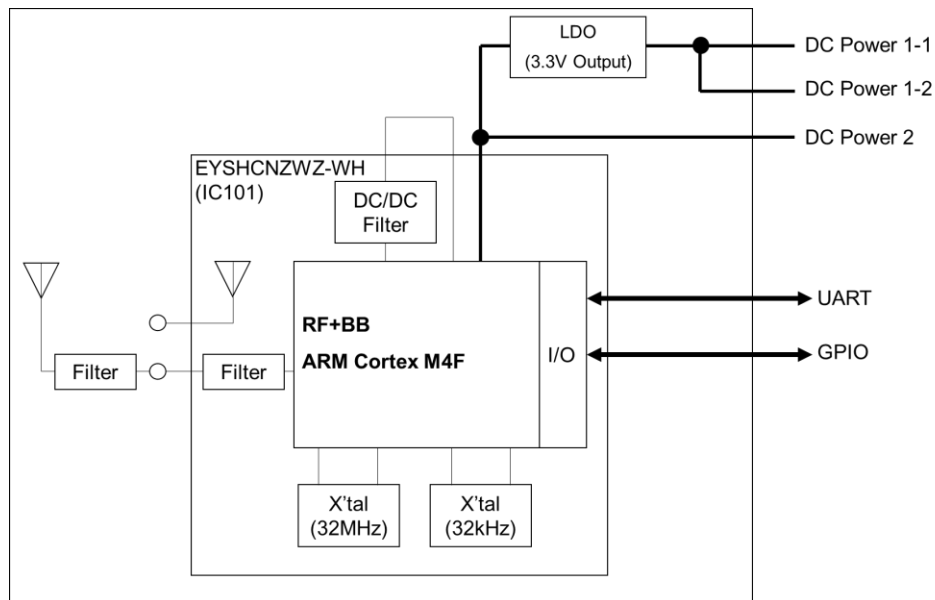 LDO
(3.3V Output)
DC Power 1-1
DC Power 1-2
DC Power 2
EYSHCNZWZ-WH
(IC101)
DC/DC
Filter
RF+BB
ARM Cortex M4F
I/O
UART
GPIO
Filter
Filter
X'tal
(32MHz)
X'tal
(32kHz)